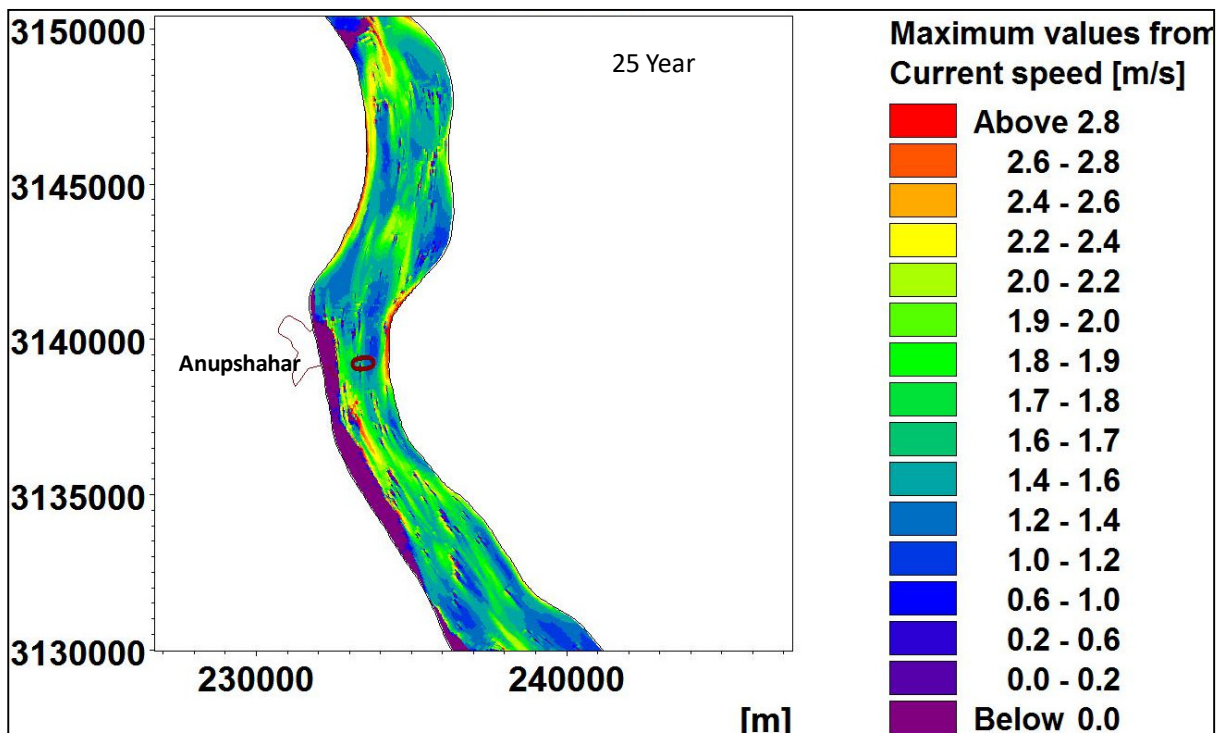 3150000
3145000
3140000
3135000
3130000
230000
240000
[m]
25 Year
Anupshahar
Maximum values from
Current speed [m/s]
Above 2.8
2.6 - 2.8
2.4 - 2.6
2.2 - 2.4
2.0 - 2.2
1.9 - 2.0
1.8 - 1.9
1.7 - 1.8
1.6 - 1.7
1.4 - 1.6
1.2 - 1.4
1.0 - 1.2
0.6 - 1.0
0.2 - 0.6
0.0 - 0.2
Below 0.0